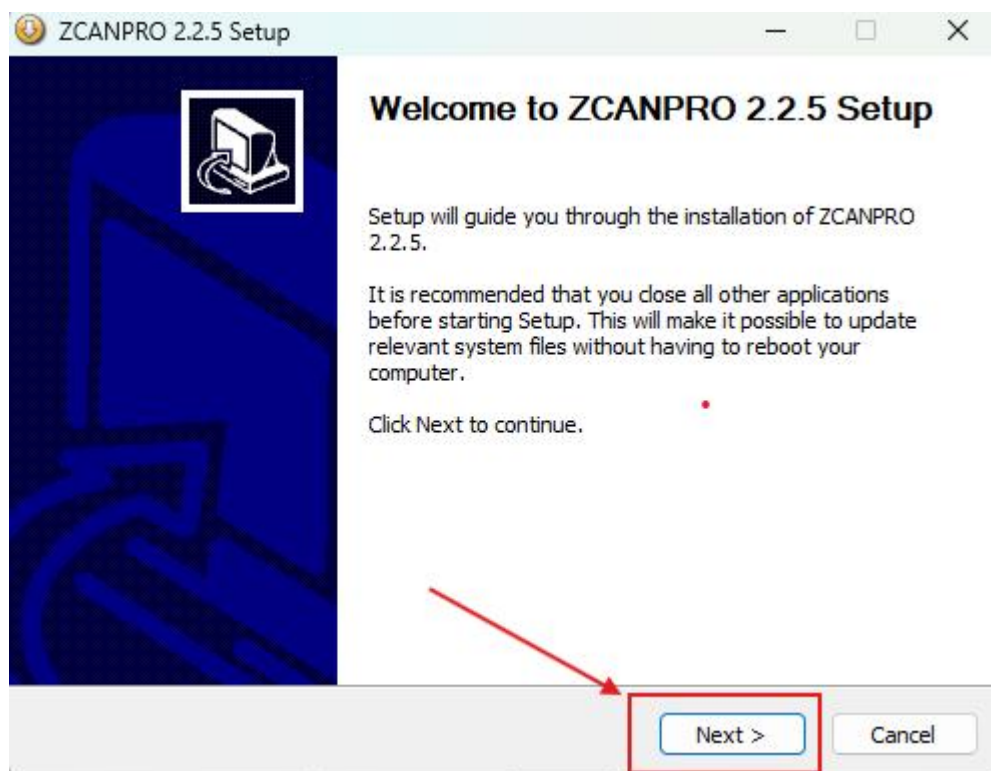 ZCANPRO 2.2.5 Setup
Welcome to ZCANPRO 2.2.5 Setup
Setup will guide you through the installation of ZCANPRO
2.2.5.
It is recommended that you close all other applications
before starting Setup. This will make it possible to update
relevant system files without having to reboot your
computer.
Click Next to continue.
Next >
Cancel